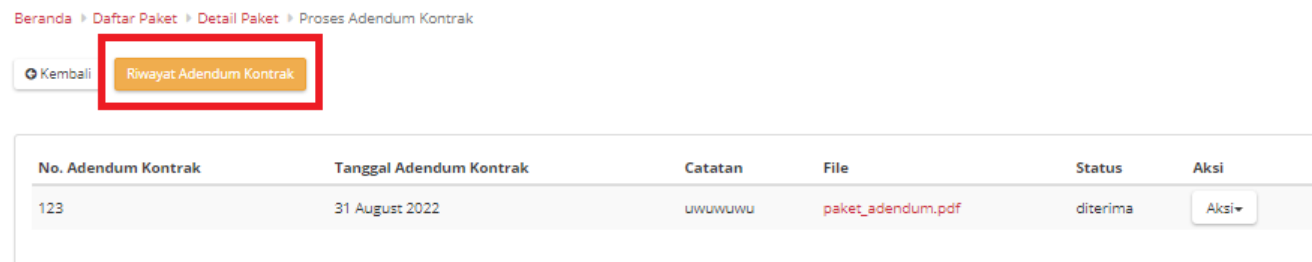 Beranda Daftar Paket Detail Paket Proses Adendum Kontrak
Kembali Riwayat Adendum Kontrak
No. Adendum Kontrak Tanggal Adendum Kontrak Catatan File Status Aksi
123 31 August 2022 uwuwuwu paket_adendum.pdf diterima Aksi